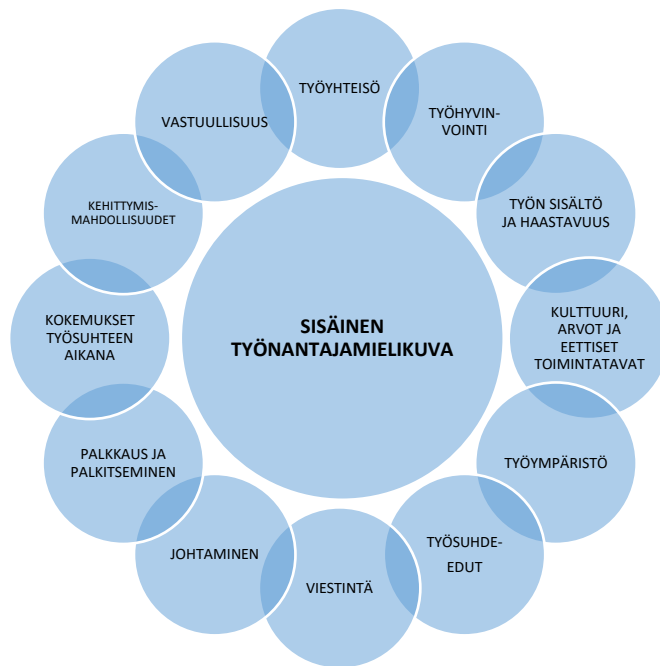 TYÖYHTEISÖ
TYÖHYVIN-
VOINTI
TYÖN SISÄLTÖ
JA HAASTAVUUS
KULTTUURI,
ARVOT JA
EETTISET
TOIMINTATAVAT
TYÖYMPÄRISTÖ
TYÖSUHDE-
EDUT
VIESTINTÄ
JOHTAMINEN
PALKKAUS JA
PALKITSEMINEN
KOKEMUKSET
TYÖSUHTEEN
AIKANA
KEHITTYMIS-
MAHDOLLISUUDET
VASTUULLISUUS
SISÄINEN
TYÖNANTAJAMIELIKUVA